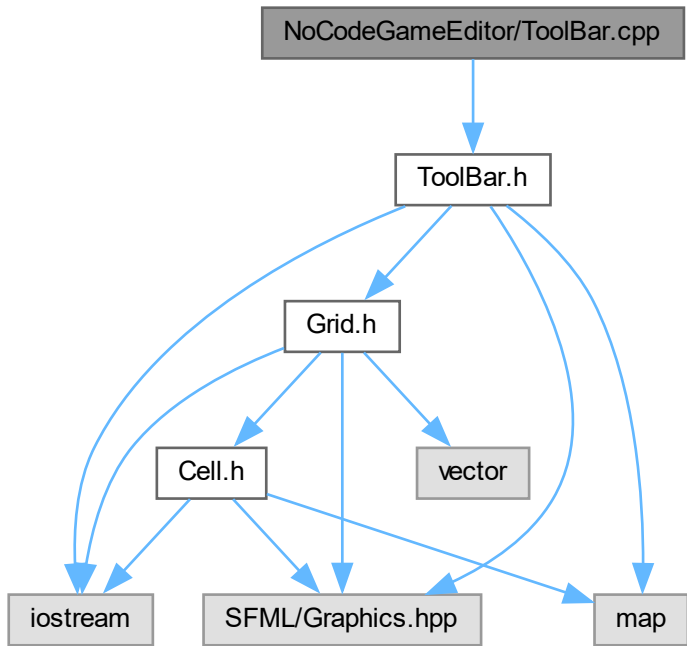 NoCodeGameEditor/ToolBar.cpp
ToolBar.h
Grid.h
Cell.h
vector
iostream
SFML/Graphics.hpp
map